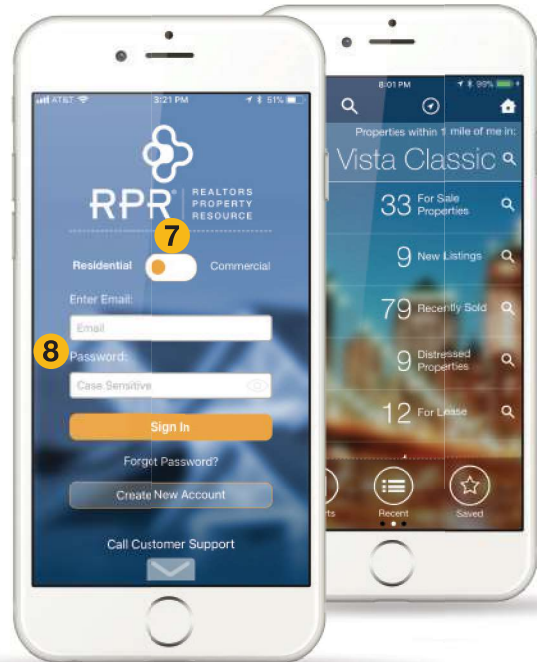 AT&T 3:21 PM 51%
RPR® REALTORS
PROPERTY
RESOURCE
7
Residential Commercial
Enter Email:
Email
8
Password:
Case Sensitive
Sign In
Forgot Password?
Create New Account
Call Customer Support
8:01 PM 99%
Properties within 1 mile of me in:
Vista Classic
33 For Sale
Properties
9 New Listings
79 Recently Sold
9 Distressed
Properties
12 For Lease
rts Recent Saved